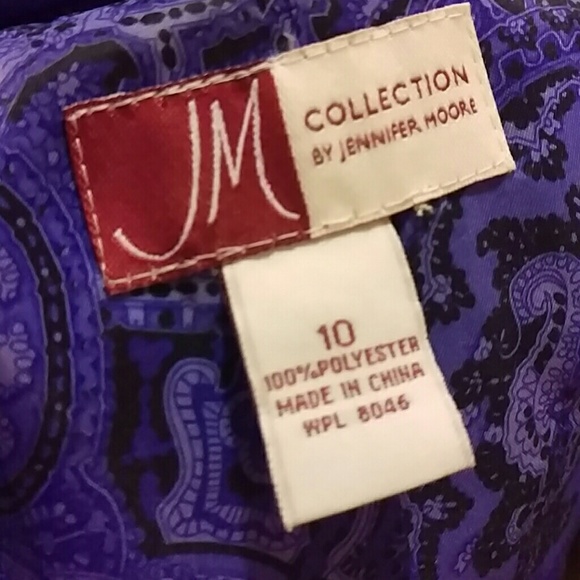 JM
COLLECTION
BY JENNIFER MOORE
10
100%POLYESTER
MADE IN CHINA
WPL 8046